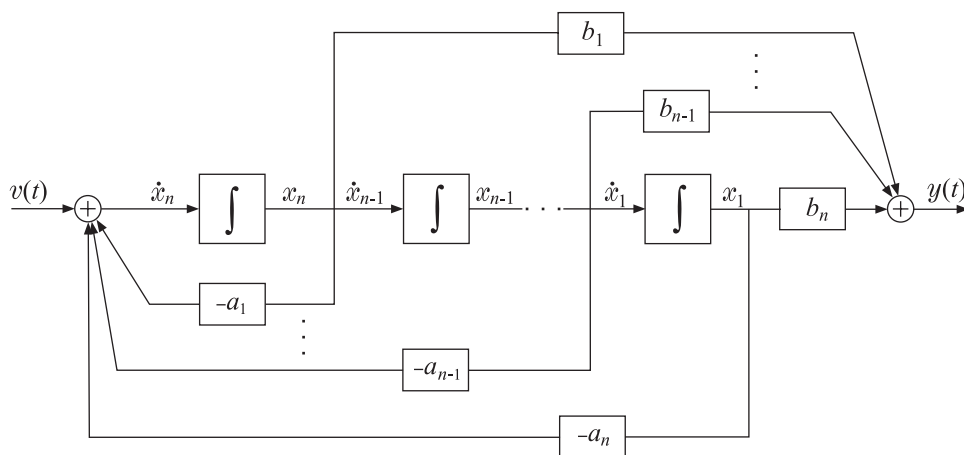 b₁
⋮
bₙ₋₁
v(t) + ẋₙ ∫ xₙ ẋₙ₋₁ ∫ xₙ₋₁ ··· ẋ₁ ∫ x₁ bₙ + y(t)
–a₁
⋮
–aₙ₋₁
–aₙ